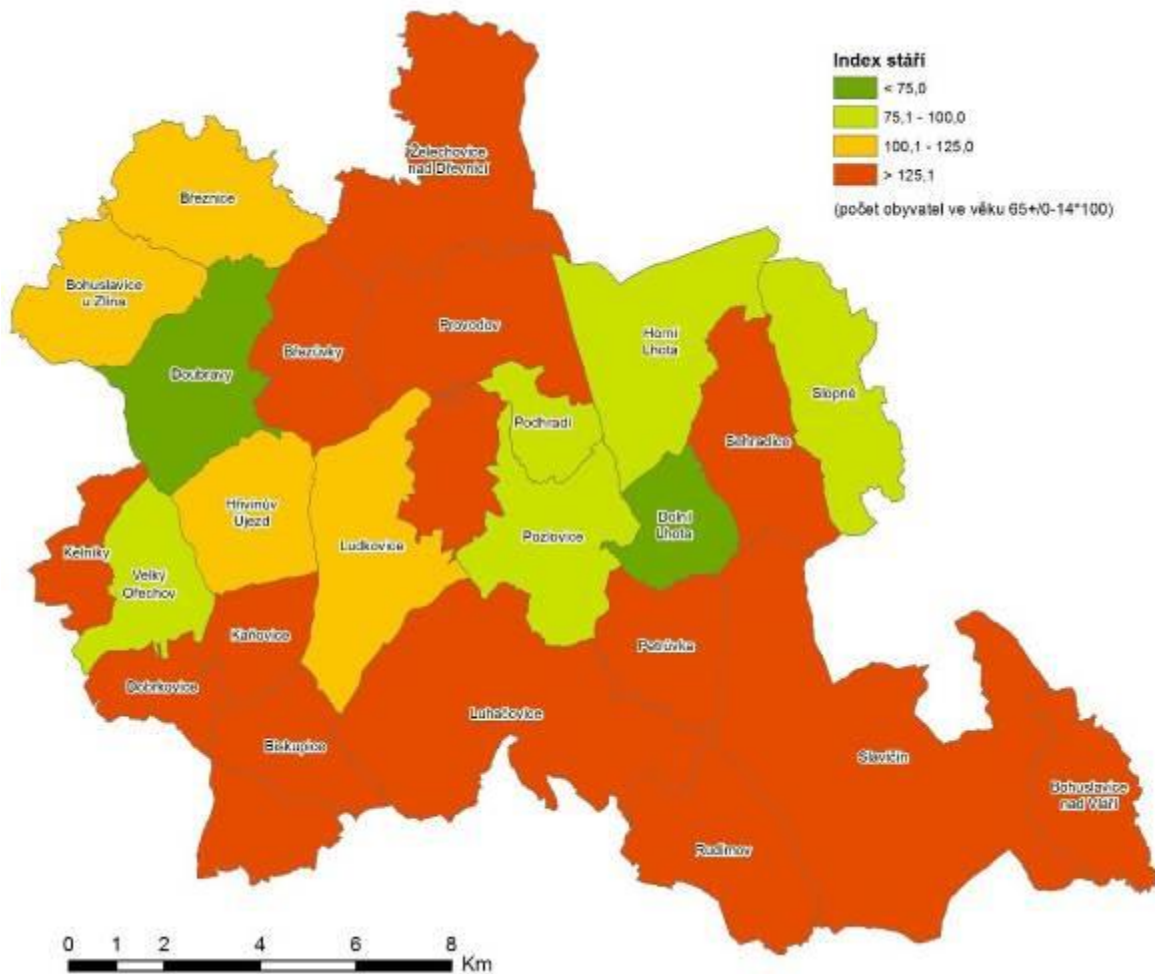 Index stáří
< 75,0
75,1 - 100,0
100,1 - 125,0
> 125,1
(počet obyvatel ve věku 65+/0-14*100)
Želechovice
nad Dřevnicí
Březnice
Bohuslavice
u Zlína
Doubravy
Březůvky
Provodov
Horní
Lhota
Slopné
Podhradí
Sehradice
Hřivínův
Újezd
Ludkovice
Pozlovice
Dolní
Lhota
Kelníky
Velký
Ořechov
Kaňovice
Petrůvka
Dobrkovice
Luhačovice
Biskupice
Slavičín
Bohuslavice
nad Vláří
Rudimov
0 1 2 4 6 8
Km